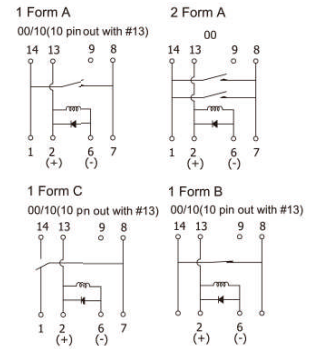 1 Form A
2 Form A
00/10(10 pin out with #13)
00
14 13 9 8
14 13 9 8
1 2 6 7
1 2 6 7
(+) (-)
(+) (-)
1 Form C
1 Form B
00/10(10 pn out with #13)
00/10(10 pin out with #13)
14 13 9 8
14 13 9 8
1 2 6 7
2 6
(+) (-)
(+) (-)